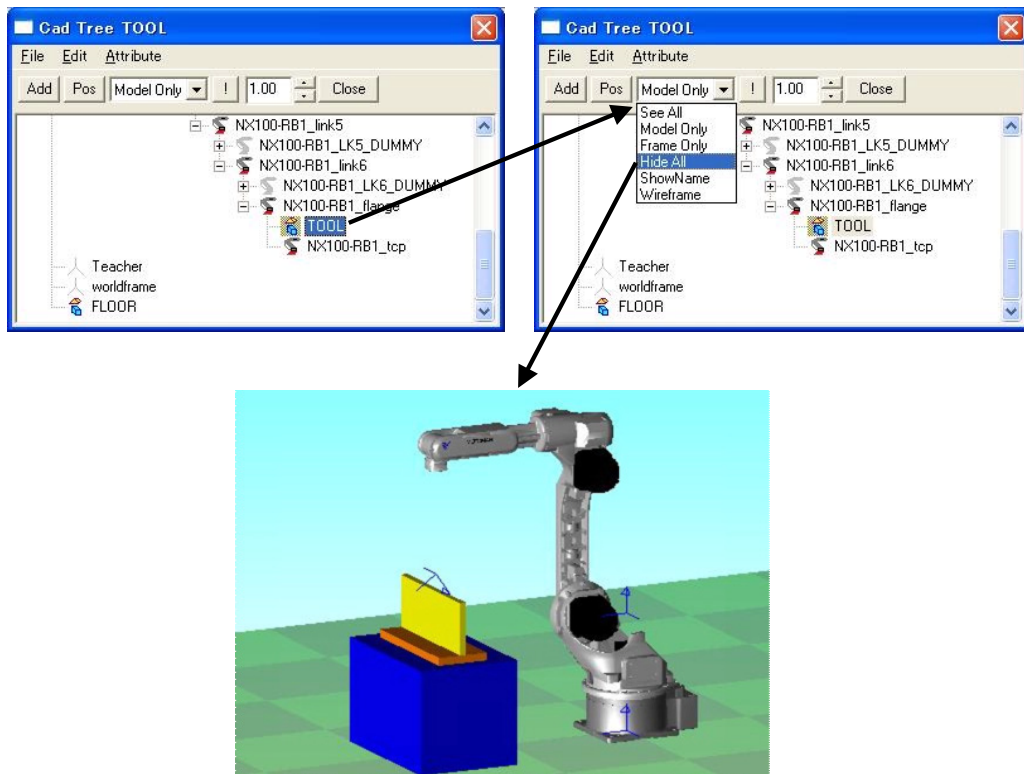 Cad Tree TOOL
File Edit Attribute
Add Pos Model Only ! 1.00 Close
NX100-RB1_link5
NX100-RB1_LK5_DUMMY
NX100-RB1_link6
NX100-RB1_LK6_DUMMY
NX100-RB1_flange
TOOL
NX100-RB1_tcp
Teacher
worldframe
FLOOR
Cad Tree TOOL
File Edit Attribute
Add Pos Model Only ! 1.00 Close
See All
Model Only
Frame Only
Hide All
ShowName
Wireframe
NX100-RB1_link5
NX100-RB1_LK5_DUMMY
NX100-RB1_link6
NX100-RB1_LK6_DUMMY
NX100-RB1_flange
TOOL
NX100-RB1_tcp
Teacher
worldframe
FLOOR